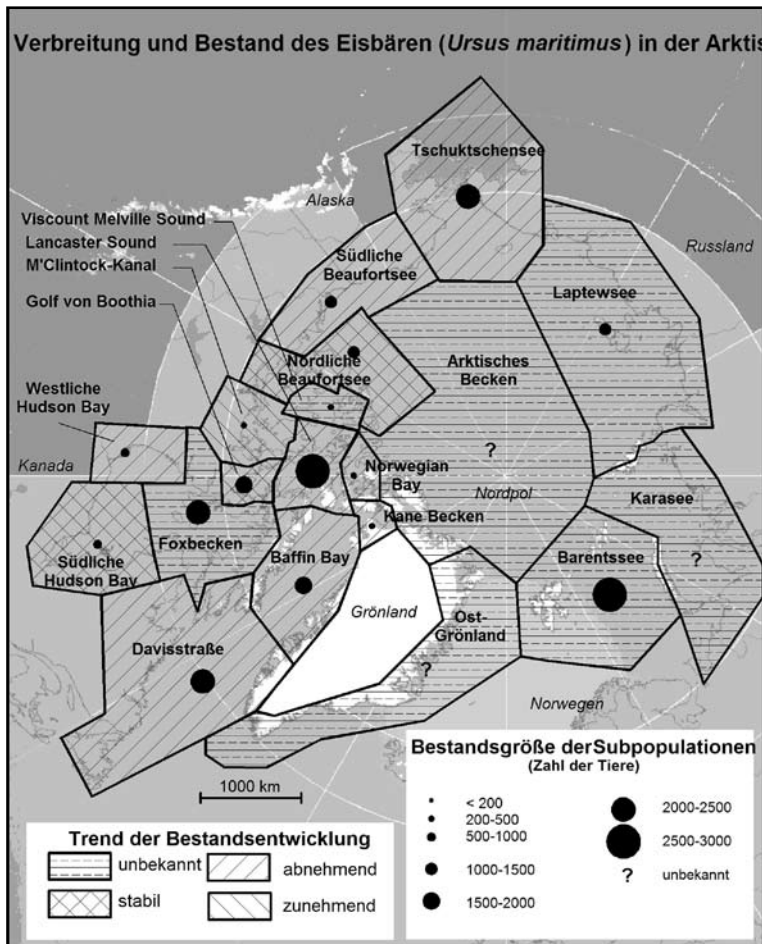 Verbreitung und Bestand des Eisbären (Ursus maritimus) in der Arktis
Tschuktschensee
Alaska
Viscount Melville Sound
Lancaster Sound
M'Clintock-Kanal
Golf von Boothia
Russland
Südliche
Beaufortsee
Laptewsee
Nördliche
Beaufortsee
Arktisches
Becken
Westliche
Hudson Bay
?
Kanada
Norwegian
Bay
Nordpol
Karasee
Kane Becken
Foxbecken
Baffin Bay
Barentssee
?
Südliche
Hudson Bay
Grönland
Ost-
Grönland
Davisstraße
?
Norwegen
1000 km
Bestandsgröße der Subpopulationen
(Zahl der Tiere)
< 200
200-500
500-1000
1000-1500
1500-2000
2000-2500
2500-3000
? unbekannt
Trend der Bestandsentwicklung
unbekannt
abnehmend
stabil
zunehmend